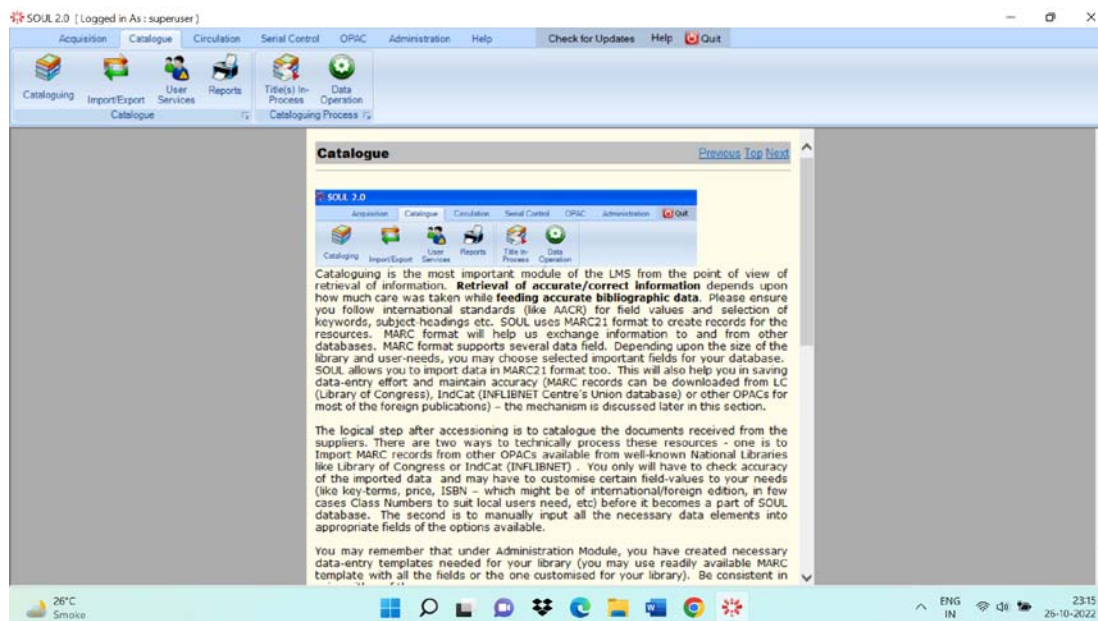 SOUL 2.0 [ Logged in As : superuser )
Acquisition Catalogue Circulation Serial Control OPAC Administration Help Check for Updates Help Quit
Cataloguing Import/Export User Services Reports Title(s) In-Process Data Operation
Catalogue Cataloguing Process
Catalogue Previous Top Next
SOUL 2.0
Acquisition Catalogue Circulation Serial Control OPAC Administration Quit
Cataloging Import/Export User Services Reports Title In-Process Data Operation
Cataloguing is the most important module of the LMS from the point of view of
retrieval of information. Retrieval of accurate/correct information depends upon
how much care was taken while feeding accurate bibliographic data. Please ensure
you follow international standards (like AACR) for field values and selection of
keywords, subject-headings etc. SOUL uses MARC21 format to create records for the
resources. MARC format will help us exchange information to and from other
databases. MARC format supports several data field. Depending upon the size of the
library and user-needs, you may choose selected important fields for your database.
SOUL allows you to import data in MARC21 format too. This will also help you in saving
data-entry effort and maintain accuracy (MARC records can be downloaded from LC
(Library of Congress), IndCat (INFLIBNET Centre's Union database) or other OPACs for
most of the foreign publications) – the mechanism is discussed later in this section.
The logical step after accessioning is to catalogue the documents received from the
suppliers. There are two ways to technically process these resources - one is to
Import MARC records from other OPACs available from well-known National Libraries
like Library of Congress or IndCat (INFLIBNET) . You only will have to check accuracy
of the imported data and may have to customise certain field-values to your needs
(like key-terms, price, ISBN – which might be of international/foreign edition, in few
cases Class Numbers to suit local users need, etc) before it becomes a part of SOUL
database. The second is to manually input all the necessary data elements into
appropriate fields of the options available.
You may remember that under Administration Module, you have created necessary
data-entry templates needed for your library (you may use readily available MARC
template with all the fields or the one customised for your library). Be consistent in
26°C
Smoke
ENG
IN
23:15
26-10-2022